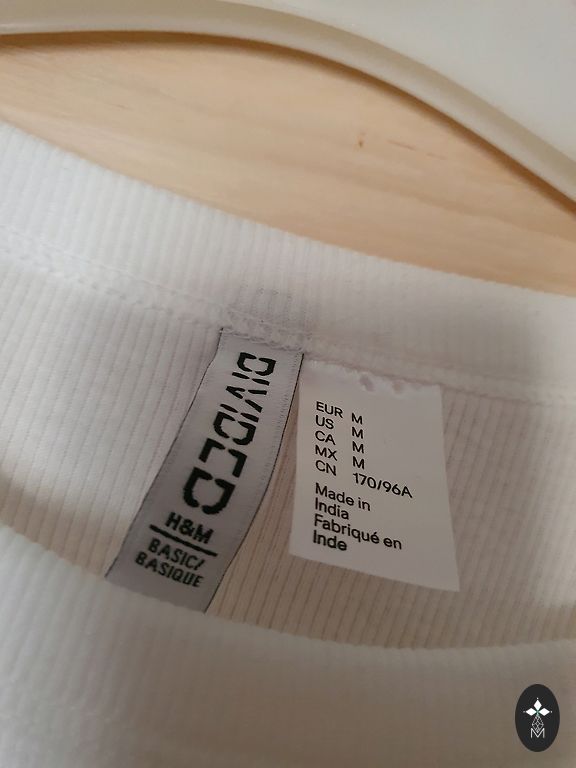 DIVIDED
H&M
BASIC/
BASIQUE
EUR M
US M
CA M
MX M
CN 170/96A
Made in
India
Fabriqué en
Inde
M